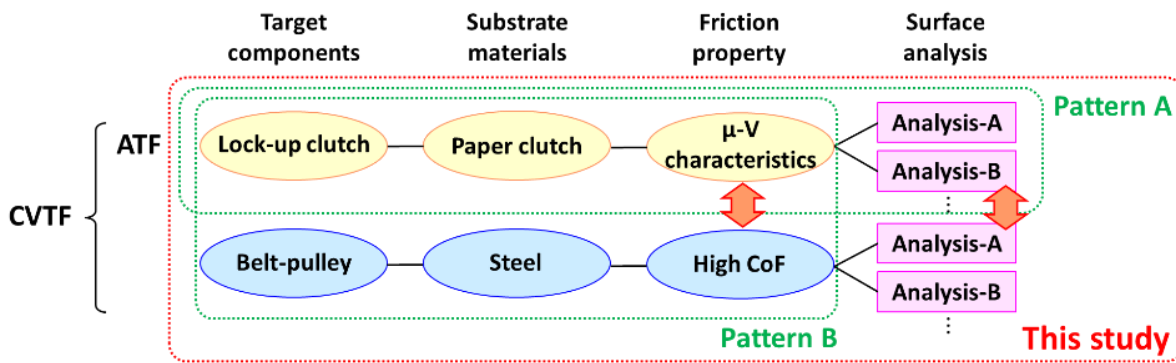 Target
components
Substrate
materials
Friction
property
Surface
analysis
ATF
Lock-up clutch
Paper clutch
μ-V
characteristics
Analysis-A
Analysis-B
⋮
Pattern A
CVTF
Belt-pulley
Steel
High CoF
Analysis-A
Analysis-B
⋮
Pattern B
This study